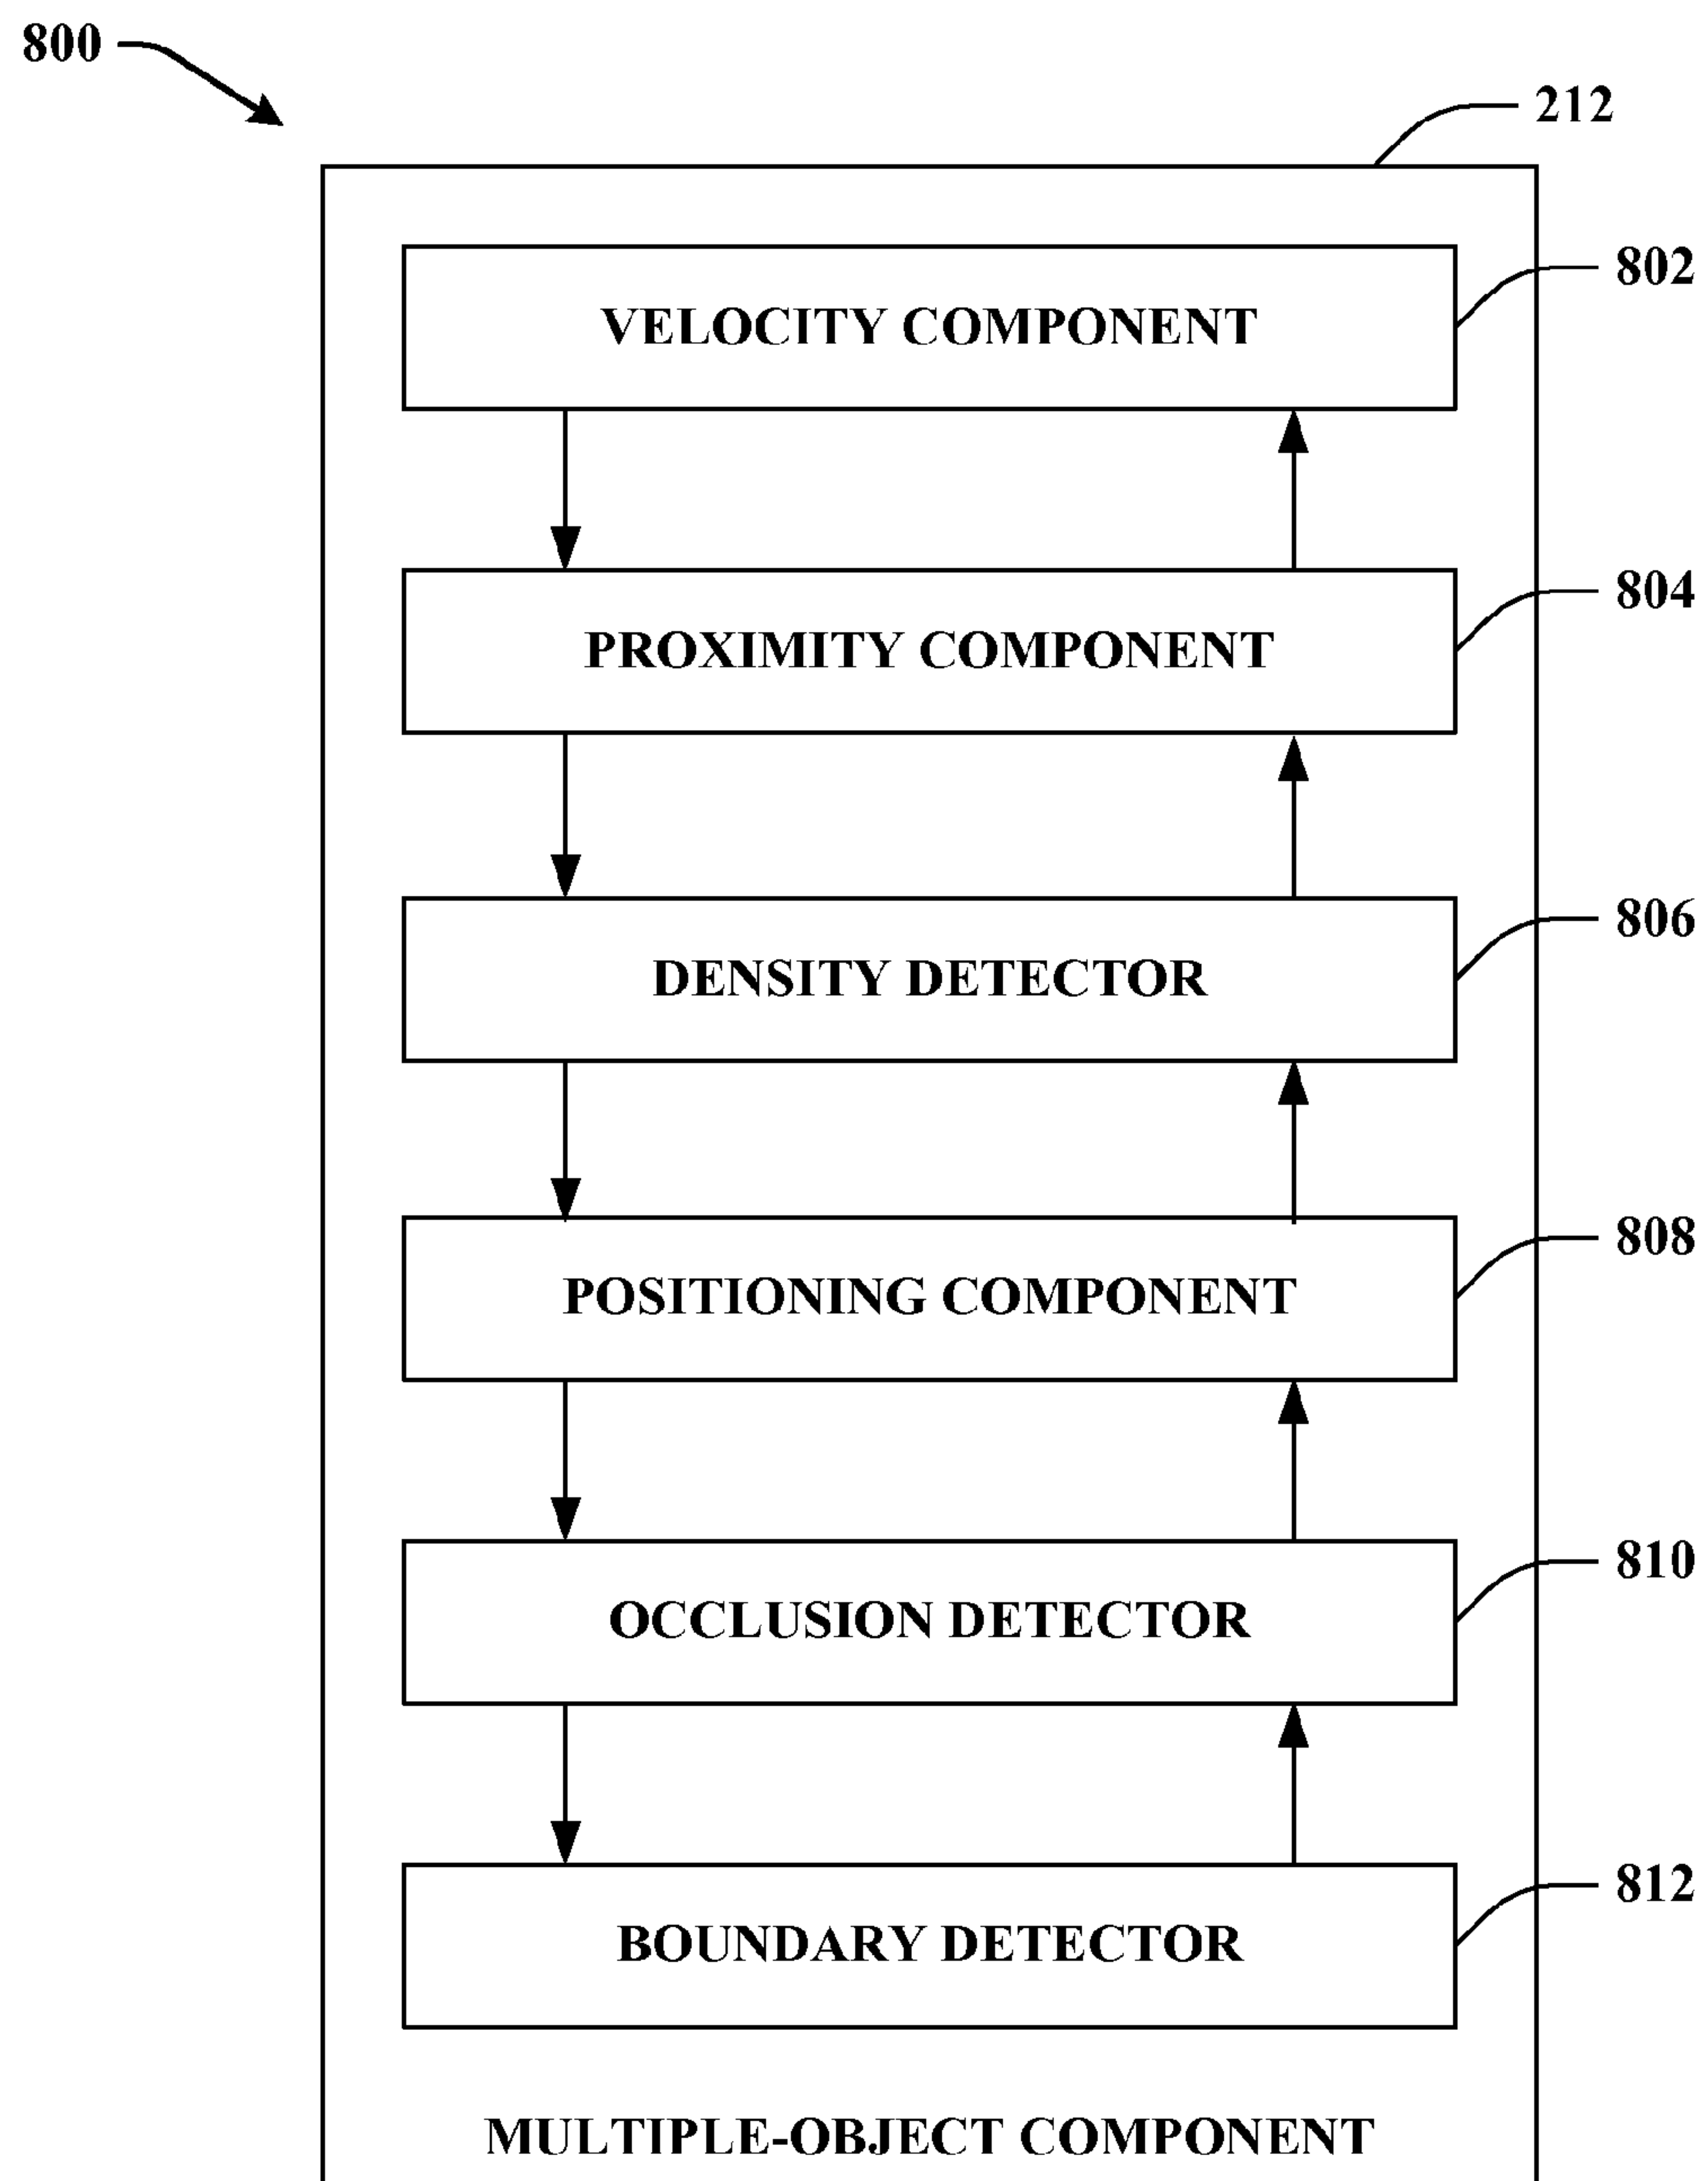 800
212
VELOCITY COMPONENT
802
PROXIMITY COMPONENT
804
DENSITY DETECTOR
806
POSITIONING COMPONENT
808
OCCLUSION DETECTOR
810
BOUNDARY DETECTOR
812
MULTIPLE-OBJECT COMPONENT